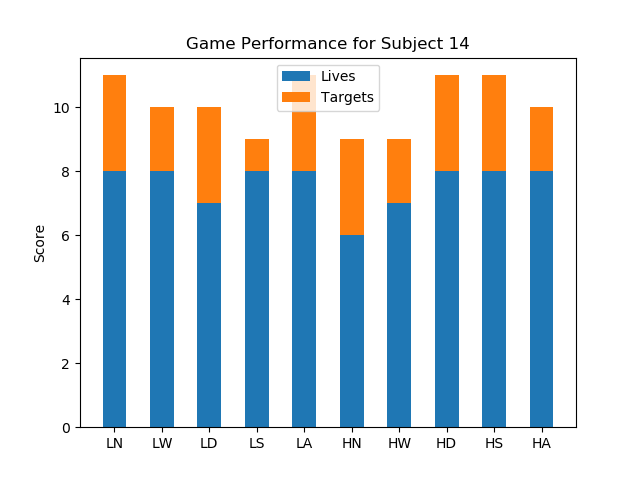 Game Performance for Subject 14
Lives
Targets
Score
10
8
6
4
2
0
LN LW LD LS LA HN HW HD HS HA